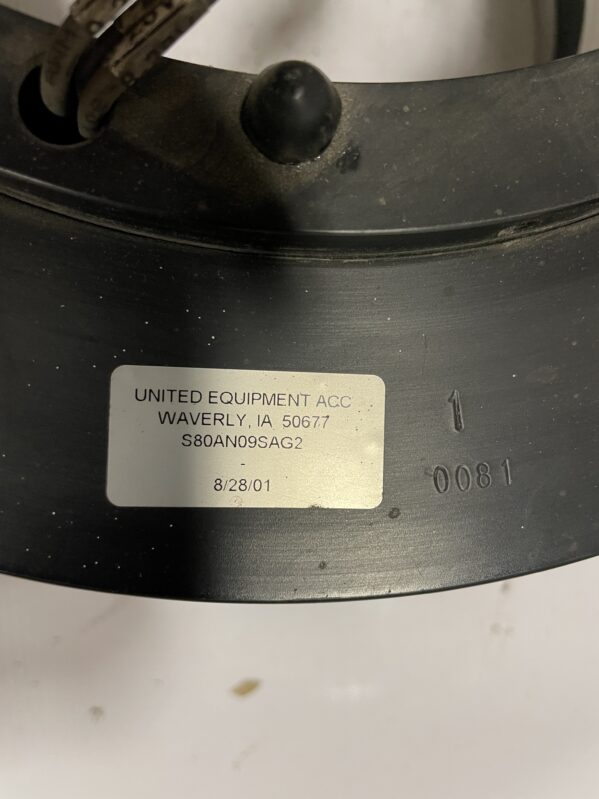 UNITED EQUIPMENT ACC
WAVERLY, IA 50677
S80AN09SAG2
-
8/28/01
1
0081